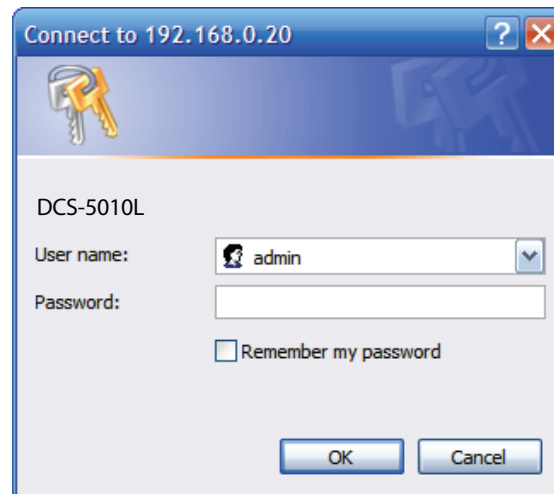 Connect to 192.168.0.20
?
DCS-5010L
User name:
admin
Password:
Remember my password
OK
Cancel